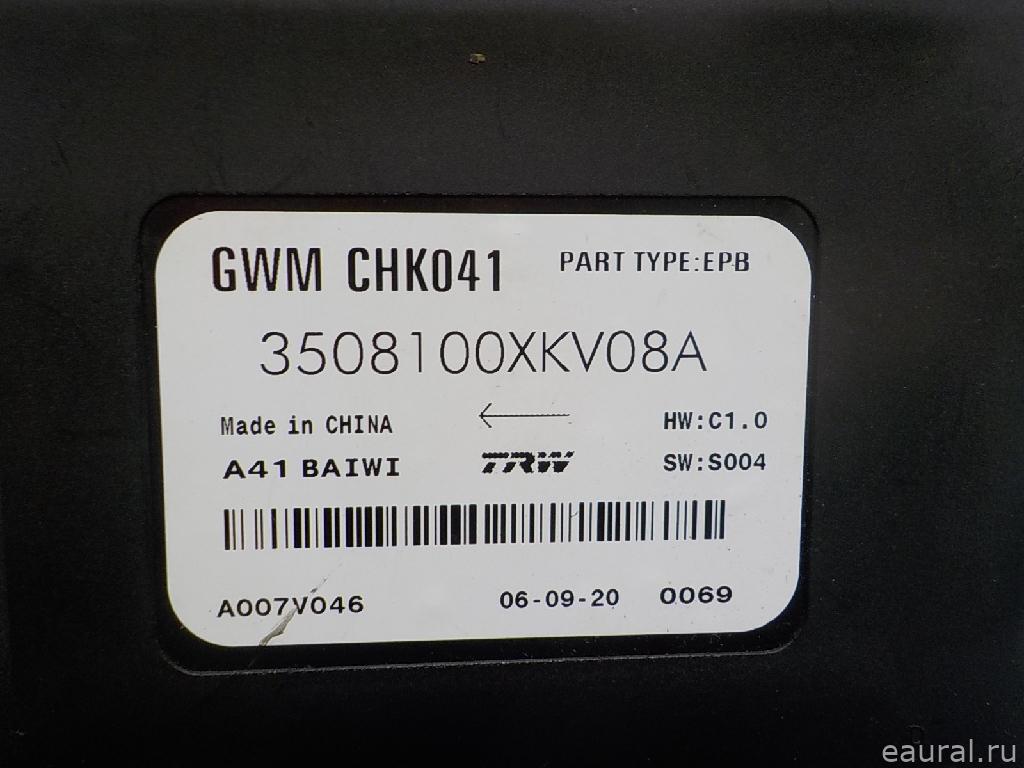 GWM CHK041 PART TYPE:EPB
3508100XKV08A
Made in CHINA HW:C1.0
A41 BAIWI TRW SW:S004
A007V046 06-09-20 0069
eaural.ru